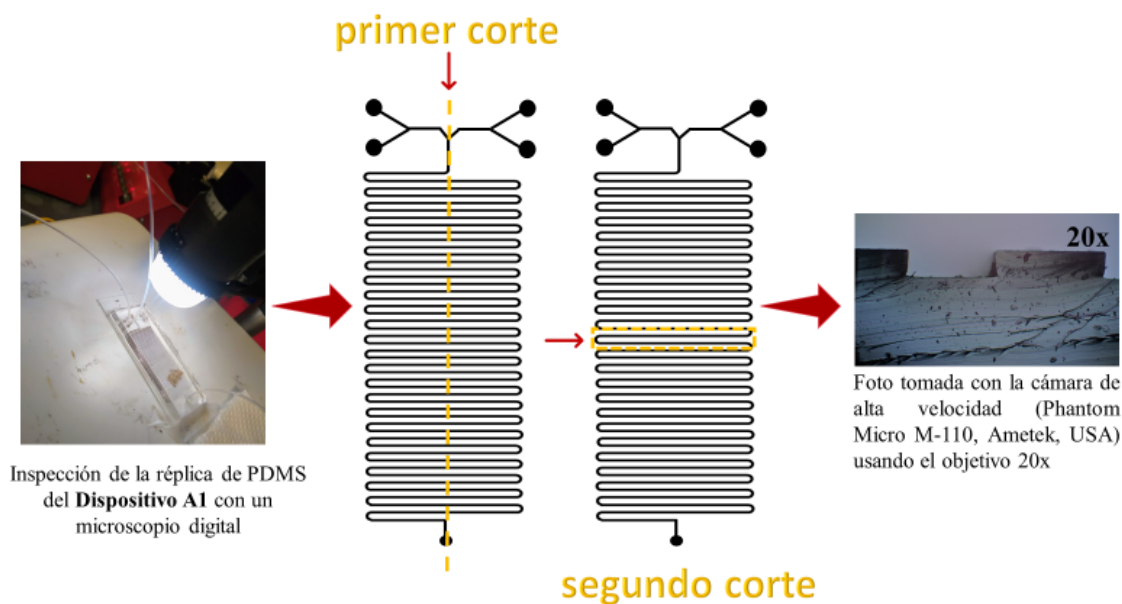 primer corte
20x
Inspección de la réplica de PDMS
del Dispositivo A1 con un
microscopio digital
Foto tomada con la cámara de
alta velocidad (Phantom
Micro M-110, Ametek, USA)
usando el objetivo 20x
segundo corte